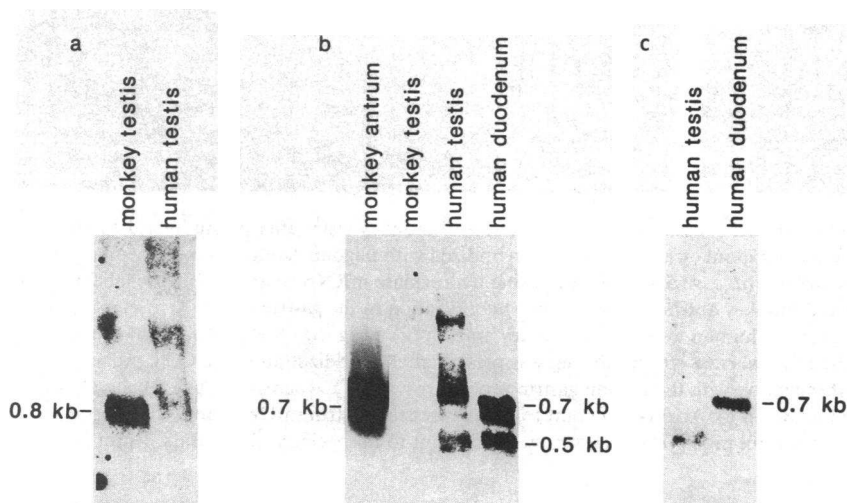 a
monkey testis
human testis
0.8 kb–
b
monkey antrum
monkey testis
human testis
human duodenum
0.7 kb–
–0.7 kb
–0.5 kb
c
human testis
human duodenum
–0.7 kb